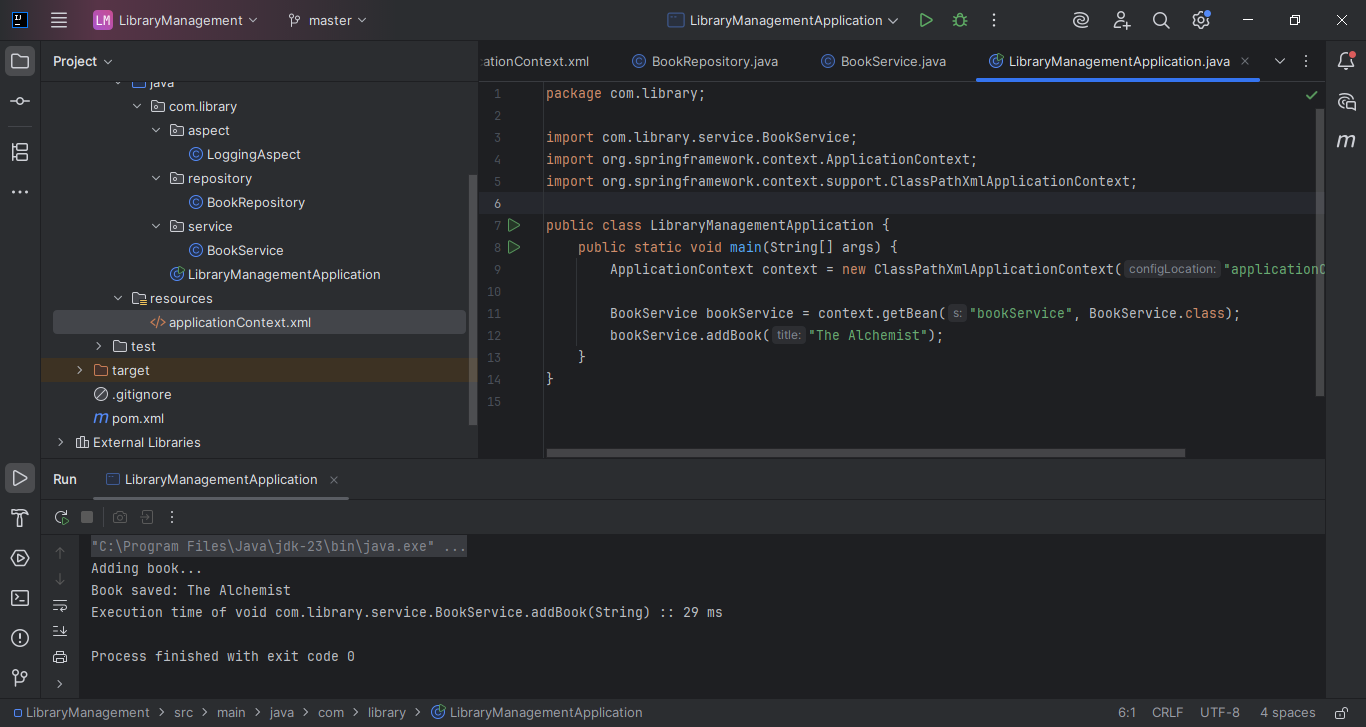 LM LibraryManagement master LibraryManagementApplication
Project
java
com.library
aspect
LoggingAspect
repository
BookRepository
service
BookService
LibraryManagementApplication
resources
applicationContext.xml
test
target
.gitignore
pom.xml
External Libraries
cationContext.xml BookRepository.java BookService.java LibraryManagementApplication.java
1 package com.library;
2
3 import com.library.service.BookService;
4 import org.springframework.context.ApplicationContext;
5 import org.springframework.context.support.ClassPathXmlApplicationContext;
6
7 public class LibraryManagementApplication {
8 public static void main(String[] args) {
9 ApplicationContext context = new ClassPathXmlApplicationContext( configLocation: "applicationC
10
11 BookService bookService = context.getBean( s: "bookService", BookService.class);
12 bookService.addBook( title: "The Alchemist");
13 }
14 }
15
Run LibraryManagementApplication
"C:\Program Files\Java\jdk-23\bin\java.exe" ...
Adding book...
Book saved: The Alchemist
Execution time of void com.library.service.BookService.addBook(String) :: 29 ms
Process finished with exit code 0
LibraryManagement > src > main > java > com > library > LibraryManagementApplication 6:1 CRLF UTF-8 4 spaces